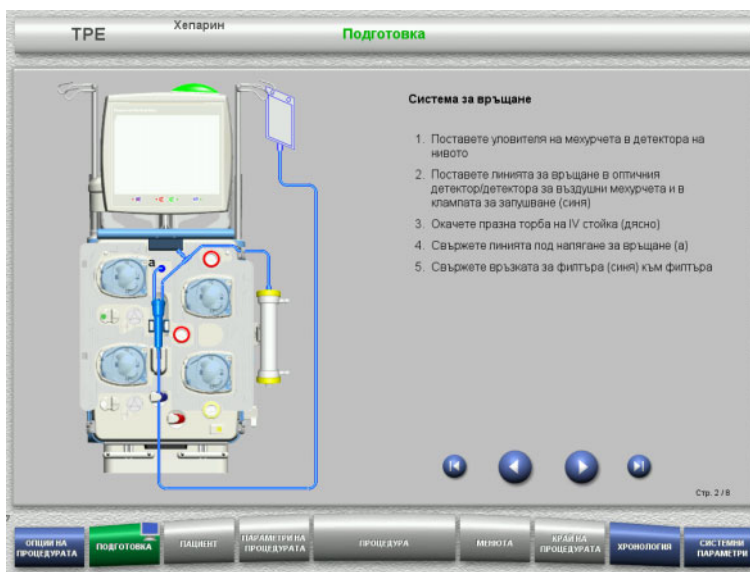 TPE
Хепарин
Подготовка
Система за връщане
1. Поставете уловителя на мехурчета в детектора на
нивото
2. Поставете линията за връщане в оптичния
детектор/детектора за въздушни мехурчета и в
клампата за запушване (синя)
3. Окачете празна торба на IV стойка (дясно)
4. Свържете линията под налягане за връщане (a)
5. Свържете връзката за филтъра (синя) към филтъра
a
Стр. 2 / 8
7
ОПЦИИ НА
ПРОЦЕДУРАТА
ПОДГОТОВКА
ПАЦИЕНТ
ПАРАМЕТРИ НА
ПРОЦЕДУРАТА
ПРОЦЕДУРА
МЕНЮТА
КРАЙ НА
ПРОЦЕДУРАТА
ХРОНОЛОГИЯ
СИСТЕМНИ
ПАРАМЕТРИ